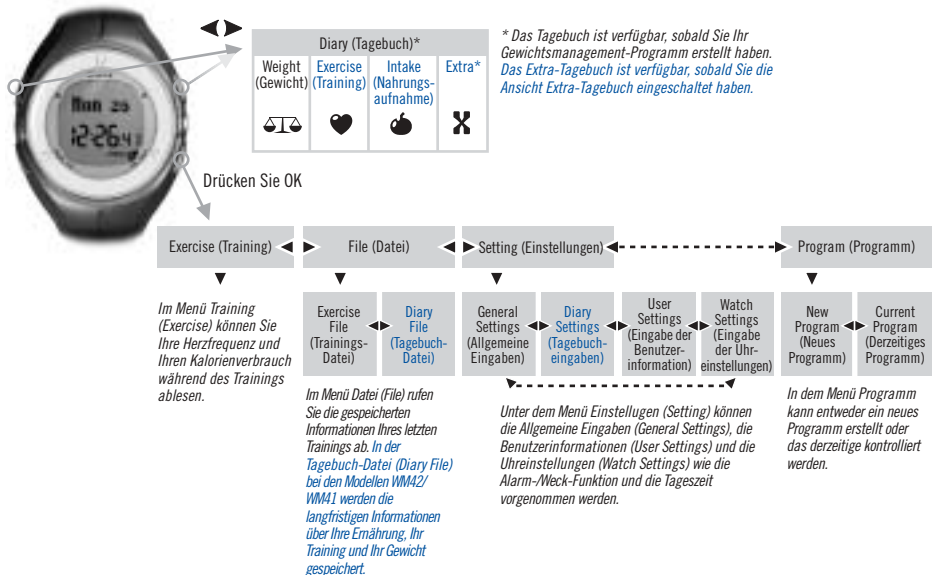 Diary (Tagebuch)*
Weight
(Gewicht)
Exercise
(Training)
Intake
(Nahrungs-
aufnahme)
Extra*
* Das Tagebuch ist verfügbar, sobald Sie Ihr
Gewichtsmanagement-Programm erstellt haben.
Das Extra-Tagebuch ist verfügbar, sobald Sie die
Ansicht Extra-Tagebuch eingeschaltet haben.
12:26
Drücken Sie OK
Exercise (Training)
File (Datei)
Setting (Einstellungen)
Program (Programm)
Im Menü Training
(Exercise) können Sie
Ihre Herzfrequenz und
Ihren Kalorienverbrauch
während des Trainings
ablesen.
Exercise
File
(Trainings-
Datei)
Diary
File
(Tagebuch-
Datei)
General
Settings
(Allgemeine
Eingaben)
Diary
Settings
(Tagebuch-
eingaben)
User
Settings
(Eingabe der
Benutzer-
information)
Watch
Settings
(Eingabe
der Uhr-
einstellungen)
New
Program
(Neues
Programm)
Current
Program
(Derzeitiges
Programm)
Im Menü Datei (File) rufen
Sie die gespeicherten
Informationen Ihres letzten
Trainings ab. In der
Tagebuch-Datei (Diary File)
bei den Modellen WM42/
WM41 werden die
langfristigen Informationen
über Ihre Ernährung, Ihr
Training und Ihr Gewicht
gespeichert.
Unter dem Menü Einstellugen (Setting) können
die Allgemeine Eingaben (General Settings), die
Benutzerinformationen (User Settings) und die
Uhreinstellungen (Watch Settings) wie die
Alarm-/Weck-Funktion und die Tageszeit
vorgenommen werden.
In dem Menü Programm
kann entweder ein neues
Programm erstellt oder
das derzeitige kontrolliert
werden.